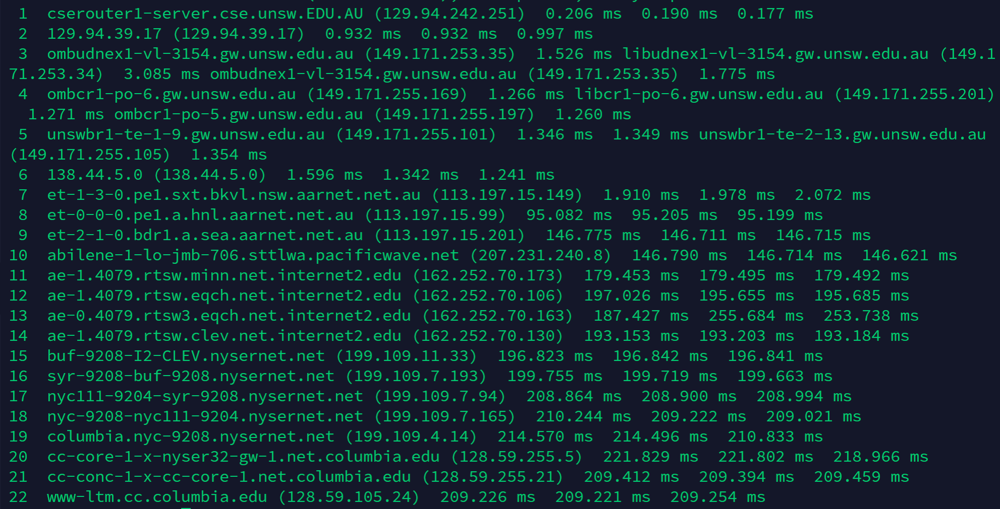 1  cserouter1-server.cse.unsw.EDU.AU (129.94.242.251)  0.206 ms  0.190 ms  0.177 ms
2  129.94.39.17 (129.94.39.17)  0.932 ms  0.932 ms  0.997 ms
3  ombudnex1-vl-3154.gw.unsw.edu.au (149.171.253.35)  1.526 ms libudnex1-vl-3154.gw.unsw.edu.au (149.1
71.253.34)  3.085 ms ombudnex1-vl-3154.gw.unsw.edu.au (149.171.253.35)  1.775 ms
4  ombcr1-po-6.gw.unsw.edu.au (149.171.255.169)  1.266 ms libcr1-po-6.gw.unsw.edu.au (149.171.255.201)
1.271 ms ombcr1-po-5.gw.unsw.edu.au (149.171.255.197)  1.260 ms
5  unswbr1-te-1-9.gw.unsw.edu.au (149.171.255.101)  1.346 ms  1.349 ms unswbr1-te-2-13.gw.unsw.edu.au
(149.171.255.105)  1.354 ms
6  138.44.5.0 (138.44.5.0)  1.596 ms  1.342 ms  1.241 ms
7  et-1-3-0.pe1.sxt.bkvl.nsw.aarnet.net.au (113.197.15.149)  1.910 ms  1.978 ms  2.072 ms
8  et-0-0-0.pe1.a.hnl.aarnet.net.au (113.197.15.99)  95.082 ms  95.205 ms  95.199 ms
9  et-2-1-0.bdr1.a.sea.aarnet.net.au (113.197.15.201)  146.775 ms  146.711 ms  146.715 ms
10  abilene-1-lo-jmb-706.sttlwa.pacificwave.net (207.231.240.8)  146.790 ms  146.714 ms  146.621 ms
11  ae-1.4079.rtsw.minn.net.internet2.edu (162.252.70.173)  179.453 ms  179.495 ms  179.492 ms
12  ae-1.4079.rtsw.eqch.net.internet2.edu (162.252.70.106)  197.026 ms  195.655 ms  195.685 ms
13  ae-0.4079.rtsw3.eqch.net.internet2.edu (162.252.70.163)  187.427 ms  255.684 ms  253.738 ms
14  ae-1.4079.rtsw.clev.net.internet2.edu (162.252.70.130)  193.153 ms  193.203 ms  193.184 ms
15  buf-9208-I2-CLEV.nysernet.net (199.109.11.33)  196.823 ms  196.842 ms  196.841 ms
16  syr-9208-buf-9208.nysernet.net (199.109.7.193)  199.755 ms  199.719 ms  199.663 ms
17  nyc111-9204-syr-9208.nysernet.net (199.109.7.94)  208.864 ms  208.900 ms  208.994 ms
18  nyc-9208-nyc111-9204.nysernet.net (199.109.7.165)  210.244 ms  209.222 ms  209.021 ms
19  columbia.nyc-9208.nysernet.net (199.109.4.14)  214.570 ms  214.496 ms  210.833 ms
20  cc-core-1-x-nyser32-gw-1.net.columbia.edu (128.59.255.5)  221.829 ms  221.802 ms  218.966 ms
21  cc-conc-1-x-cc-core-1.net.columbia.edu (128.59.255.21)  209.412 ms  209.394 ms  209.459 ms
22  www-ltm.cc.columbia.edu (128.59.105.24)  209.226 ms  209.221 ms  209.254 ms